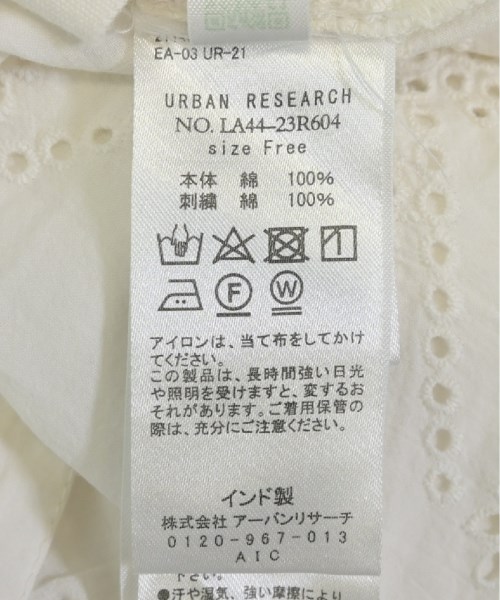 EA-03 UR-21
URBAN RESEARCH
NO. LA44-23R604
size Free
本体 綿 100%
刺繍 綿 100%
F W
アイロンは、当て布をしてかけ
てください。
この製品は、長時間強い日光
や照明を受けますと、変するお
それがあります。ご着用保管の
際は、充分にご注意ください。
インド製
株式会社 アーバンリサーチ
0120-967-013
AIC
下さい。
●汗や湿気、強い摩擦により